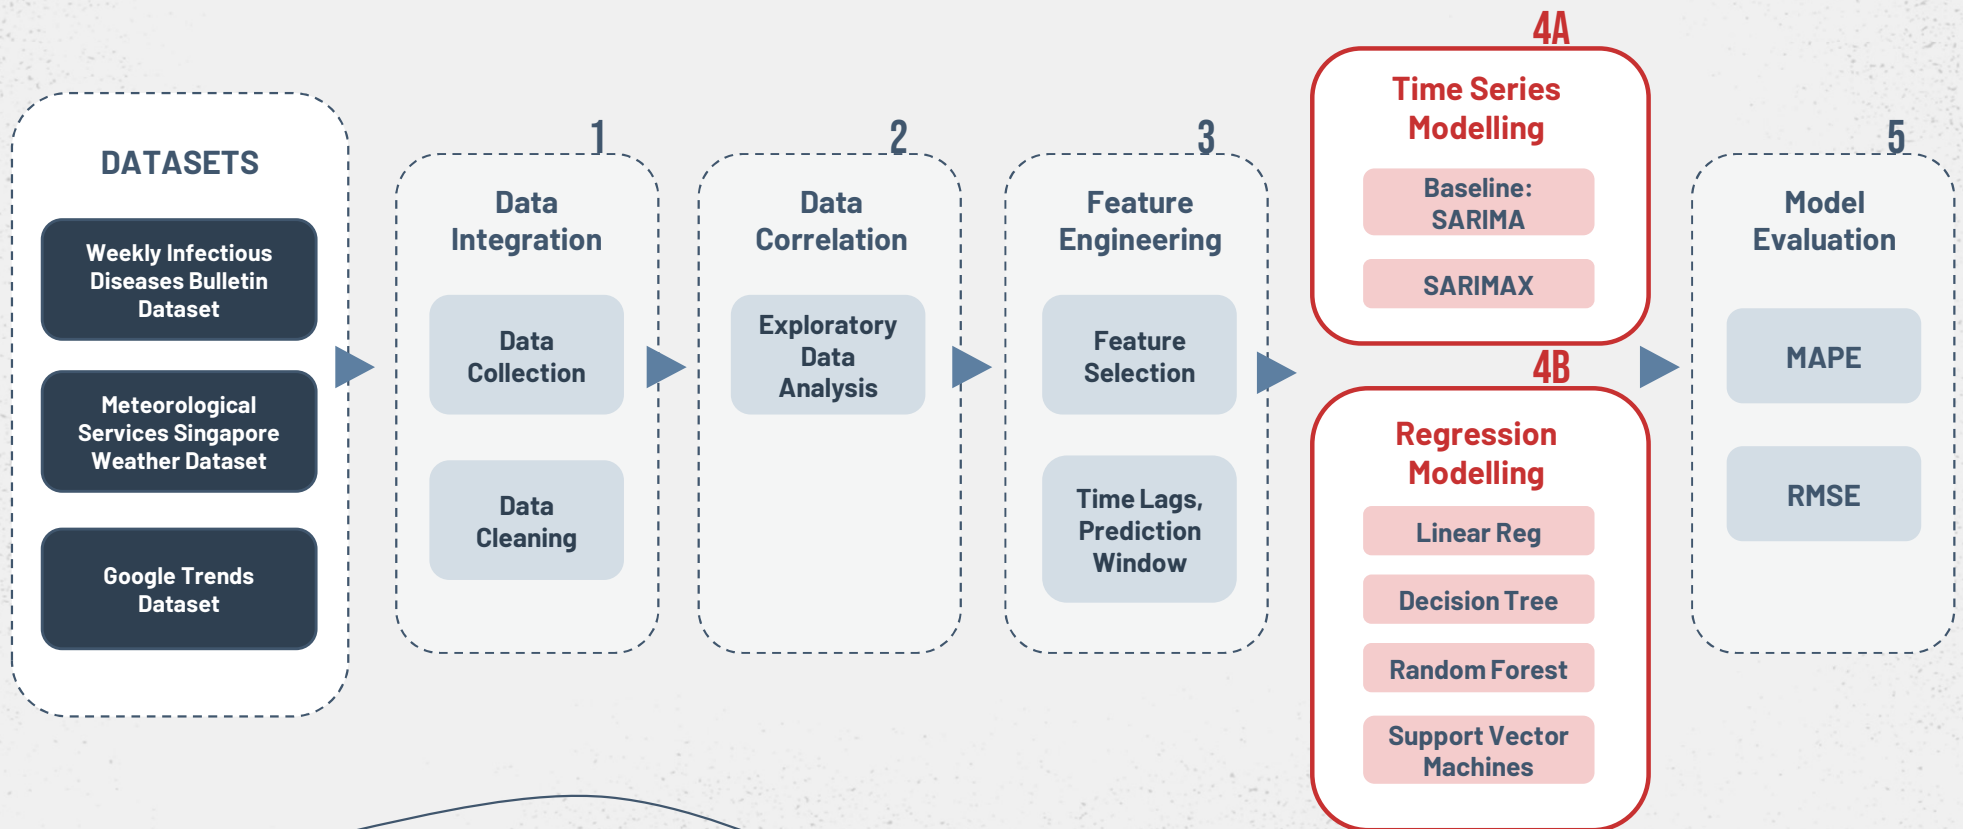 DATASETS
Weekly Infectious
Diseases Bulletin
Dataset
Meteorological
Services Singapore
Weather Dataset
Google Trends
Dataset
1
Data
Integration
Data
Collection
Data
Cleaning
2
Data
Correlation
Exploratory
Data
Analysis
3
Feature
Engineering
Feature
Selection
Time Lags,
Prediction
Window
4A
Time Series
Modelling
Baseline:
SARIMA
SARIMAX
4B
Regression
Modelling
Linear Reg
Decision Tree
Random Forest
Support Vector
Machines
5
Model
Evaluation
MAPE
RMSE